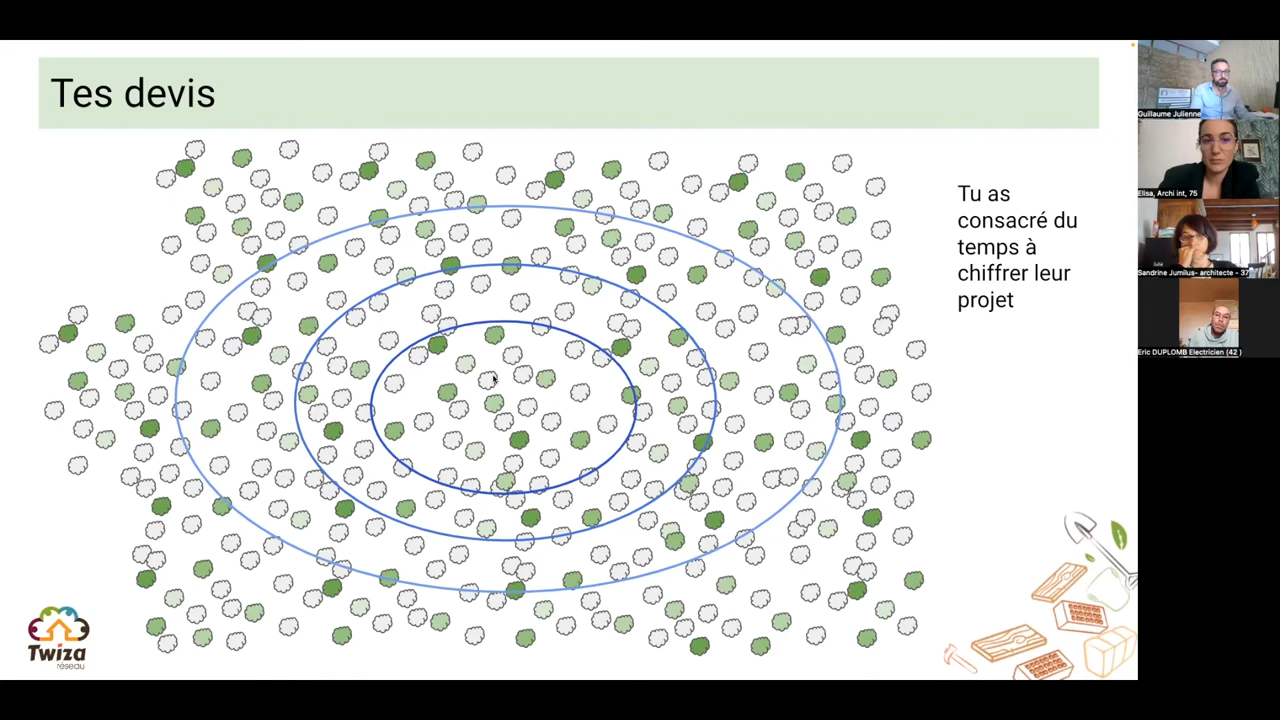 Tes devis
Tu as
consacré du
temps à
chiffrer leur
projet
Twiza
réseau
Guillaume Julienne
Elisa, Archi int, 75
Sandrine Jumilus- architecte - 37
Eric DUPLOMB Electricien (42 )